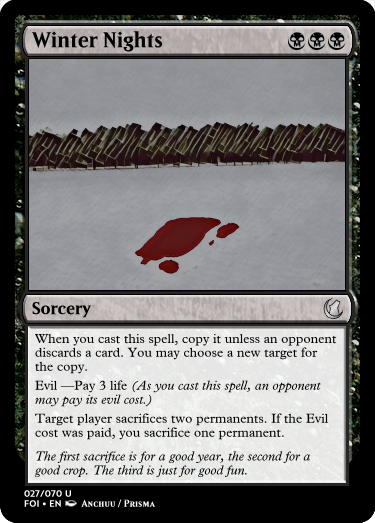 Winter Nights
Sorcery
When you cast this spell, copy it unless an opponent
discards a card. You may choose a new target for
the copy.
Evil —Pay 3 life (As you cast this spell, an opponent
may pay its evil cost.)
Target player sacrifices two permanents. If the Evil
cost was paid, you sacrifice one permanent.
The first sacrifice is for a good year, the second for a
good crop. The third is just for good fun.
027/070 U
FOI • EN Anchuu / Prisma